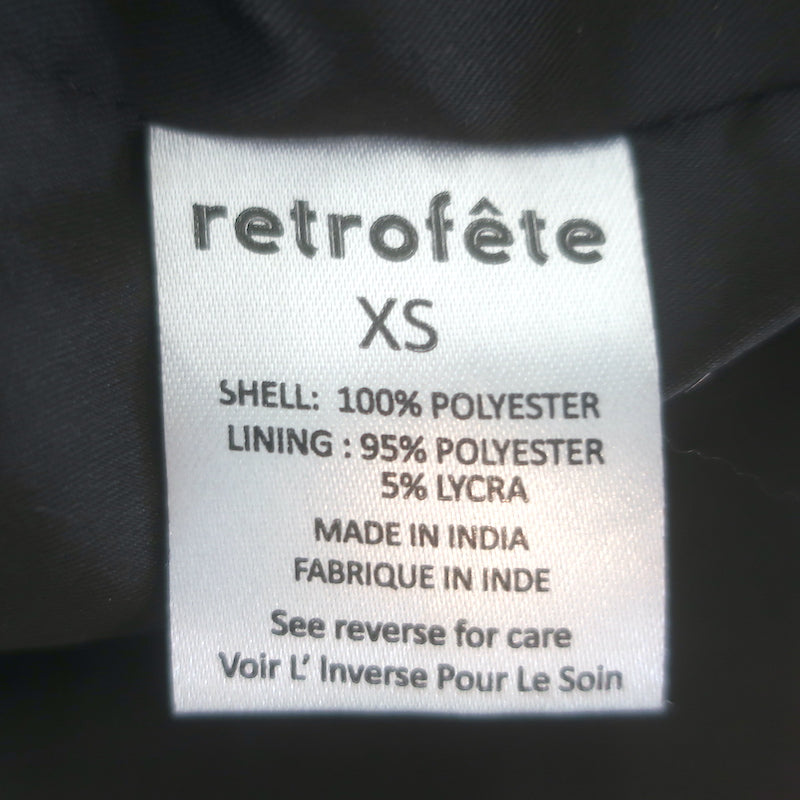 retrofête
XS
SHELL: 100% POLYESTER
LINING : 95% POLYESTER
5% LYCRA
MADE IN INDIA
FABRIQUE IN INDE
See reverse for care
Voir L' Inverse Pour Le Soin